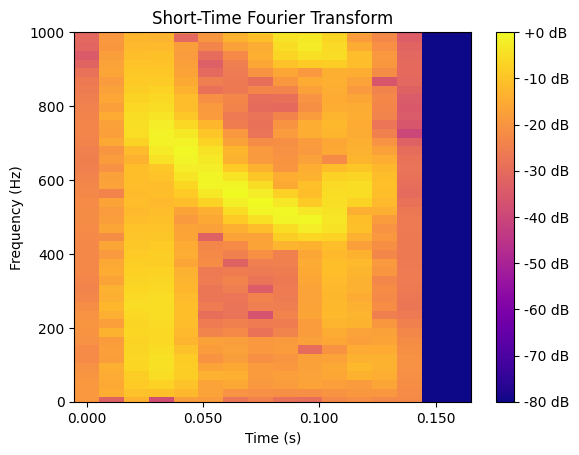 Short-Time Fourier Transform
1000
800
600
400
200
0
Frequency (Hz)
0.000
0.050
0.100
0.150
Time (s)
+0 dB
-10 dB
-20 dB
-30 dB
-40 dB
-50 dB
-60 dB
-70 dB
-80 dB